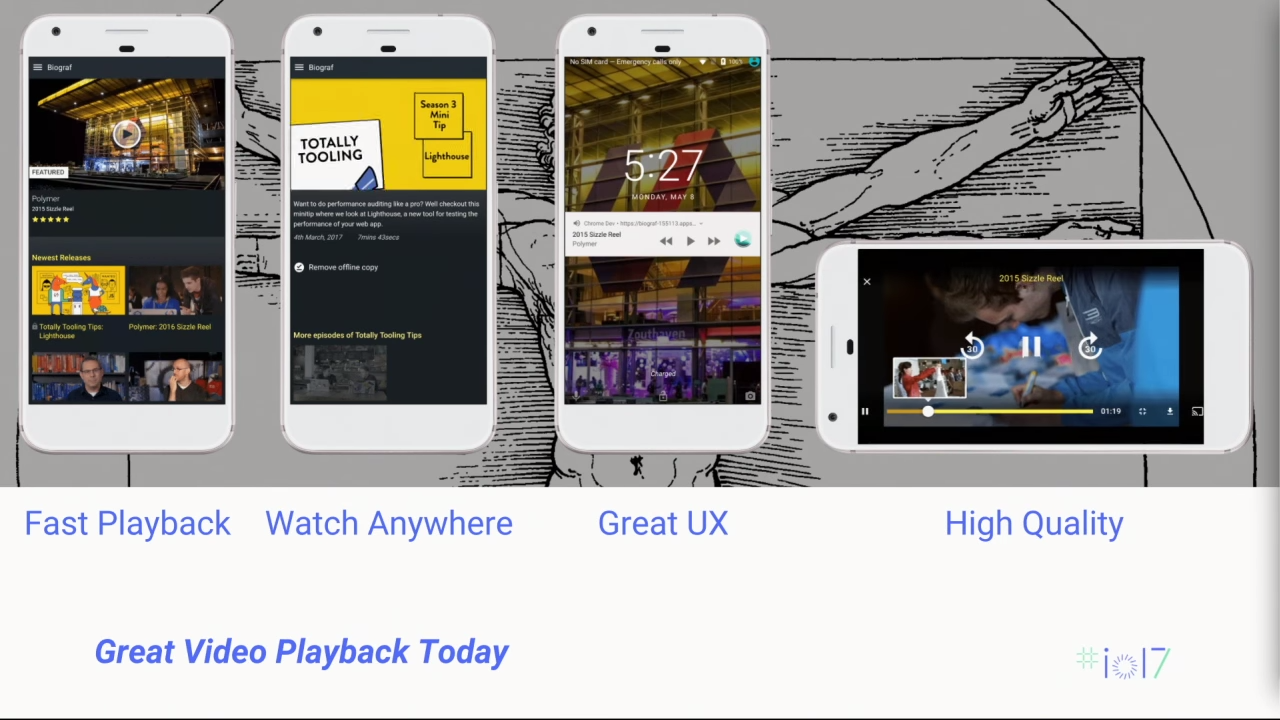 Biograf
FEATURED
Polymer
2015 Sizzle Reel
★★★★★
Newest Releases
Totally Tooling Tips:
Lighthouse
Polymer: 2016 Sizzle Reel
Biograf
Season 3
Mini
Tip
TOTALLY
TOOLING
Lighthouse
Want to do performance auditing like a pro? Well checkout this
minitip where we look at Lighthouse, a new tool for testing the
performance of your web app.
4th March, 2017 7mins 43secs
Remove offline copy
More episodes of Totally Tooling Tips
No SIM card — Emergency calls only 100%
5:27
MONDAY, MAY 8
Chrome Dev • https://biograf-155113.apps...
2015 Sizzle Reel
Polymer
Zouthaven
Charged
2015 Sizzle Reel
30
30
01:19
Fast Playback
Watch Anywhere
Great UX
High Quality
Great Video Playback Today
#io17